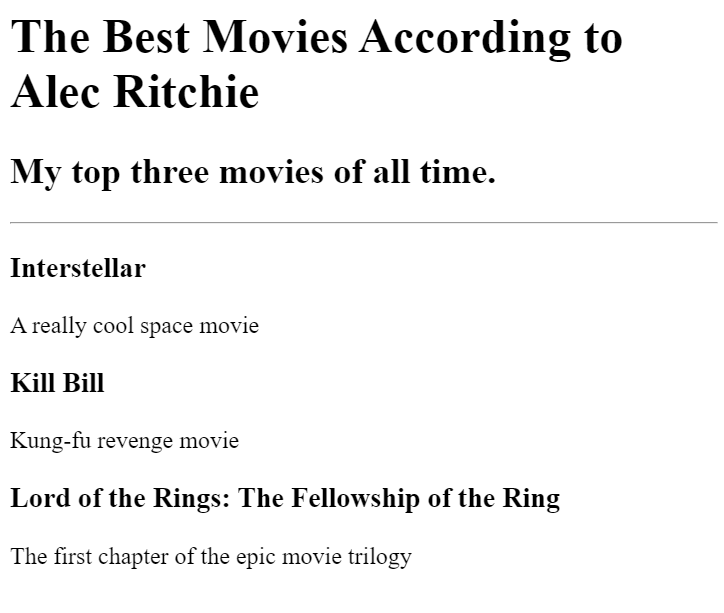 The Best Movies According to
Alec Ritchie
My top three movies of all time.
Interstellar
A really cool space movie
Kill Bill
Kung-fu revenge movie
Lord of the Rings: The Fellowship of the Ring
The first chapter of the epic movie trilogy